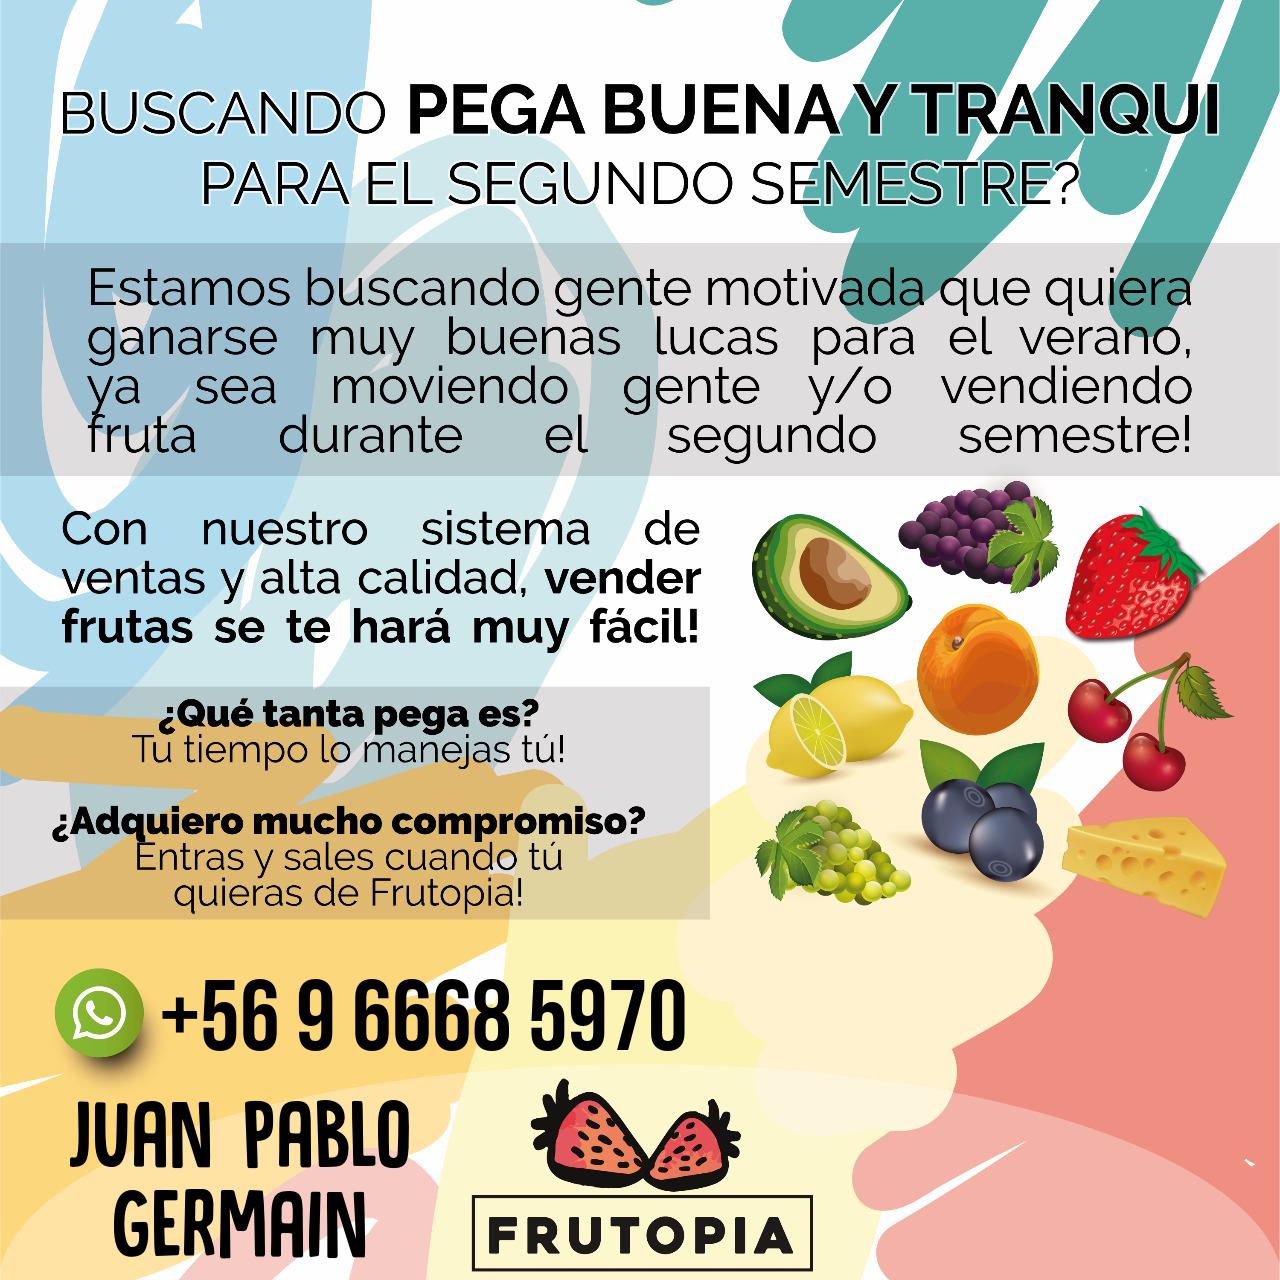 BUSCANDO PEGA BUENA Y TRANQUI
PARA EL SEGUNDO SEMESTRE?
Estamos buscando gente motivada que quiera
ganarse muy buenas lucas para el verano,
ya sea moviendo gente y/o vendiendo
fruta durante el segundo semestre!
Con nuestro sistema de
ventas y alta calidad, vender
frutas se te hará muy fácil!
¿Qué tanta pega es?
Tu tiempo lo manejas tú!
¿Adquiero mucho compromiso?
Entras y sales cuando tú
quieras de Frutopia!
+56 9 6668 5970
JUAN PABLO
GERMAIN
FRUTOPIA